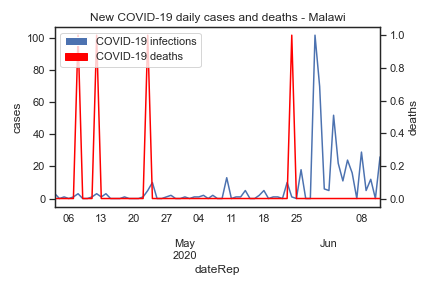 New COVID-19 daily cases and deaths - Malawi
COVID-19 infections
COVID-19 deaths
100
80
60
40
20
0
cases
1.0
0.8
0.6
0.4
0.2
0.0
deaths
06 13 20 27 04 11 18 25 08
May Jun
2020
dateRep